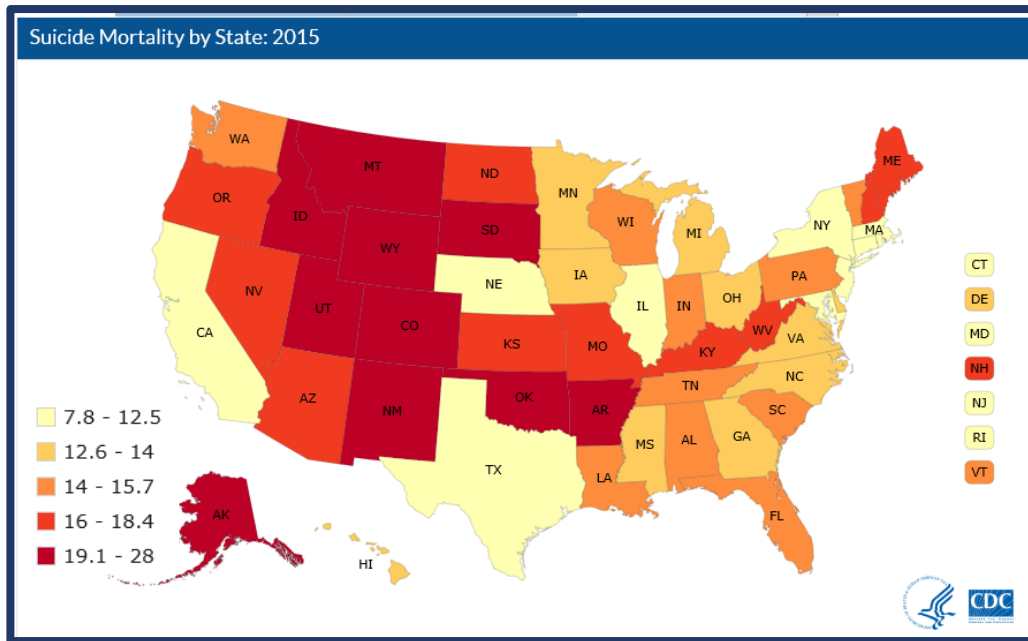 Suicide Mortality by State: 2015
WA
MT
ND
MN
ME
OR
ID
SD
WI
MI
NY
MA
WY
IA
PA
NE
NV
UT
CO
IL
IN
OH
CA
KS
MO
KY
WV
VA
AZ
NM
OK
AR
TN
NC
SC
TX
LA
MS
AL
GA
FL
AK
HI
CT
DE
MD
NH
NJ
RI
VT
7.8 - 12.5
12.6 - 14
14 - 15.7
16 - 18.4
19.1 - 28
CDC